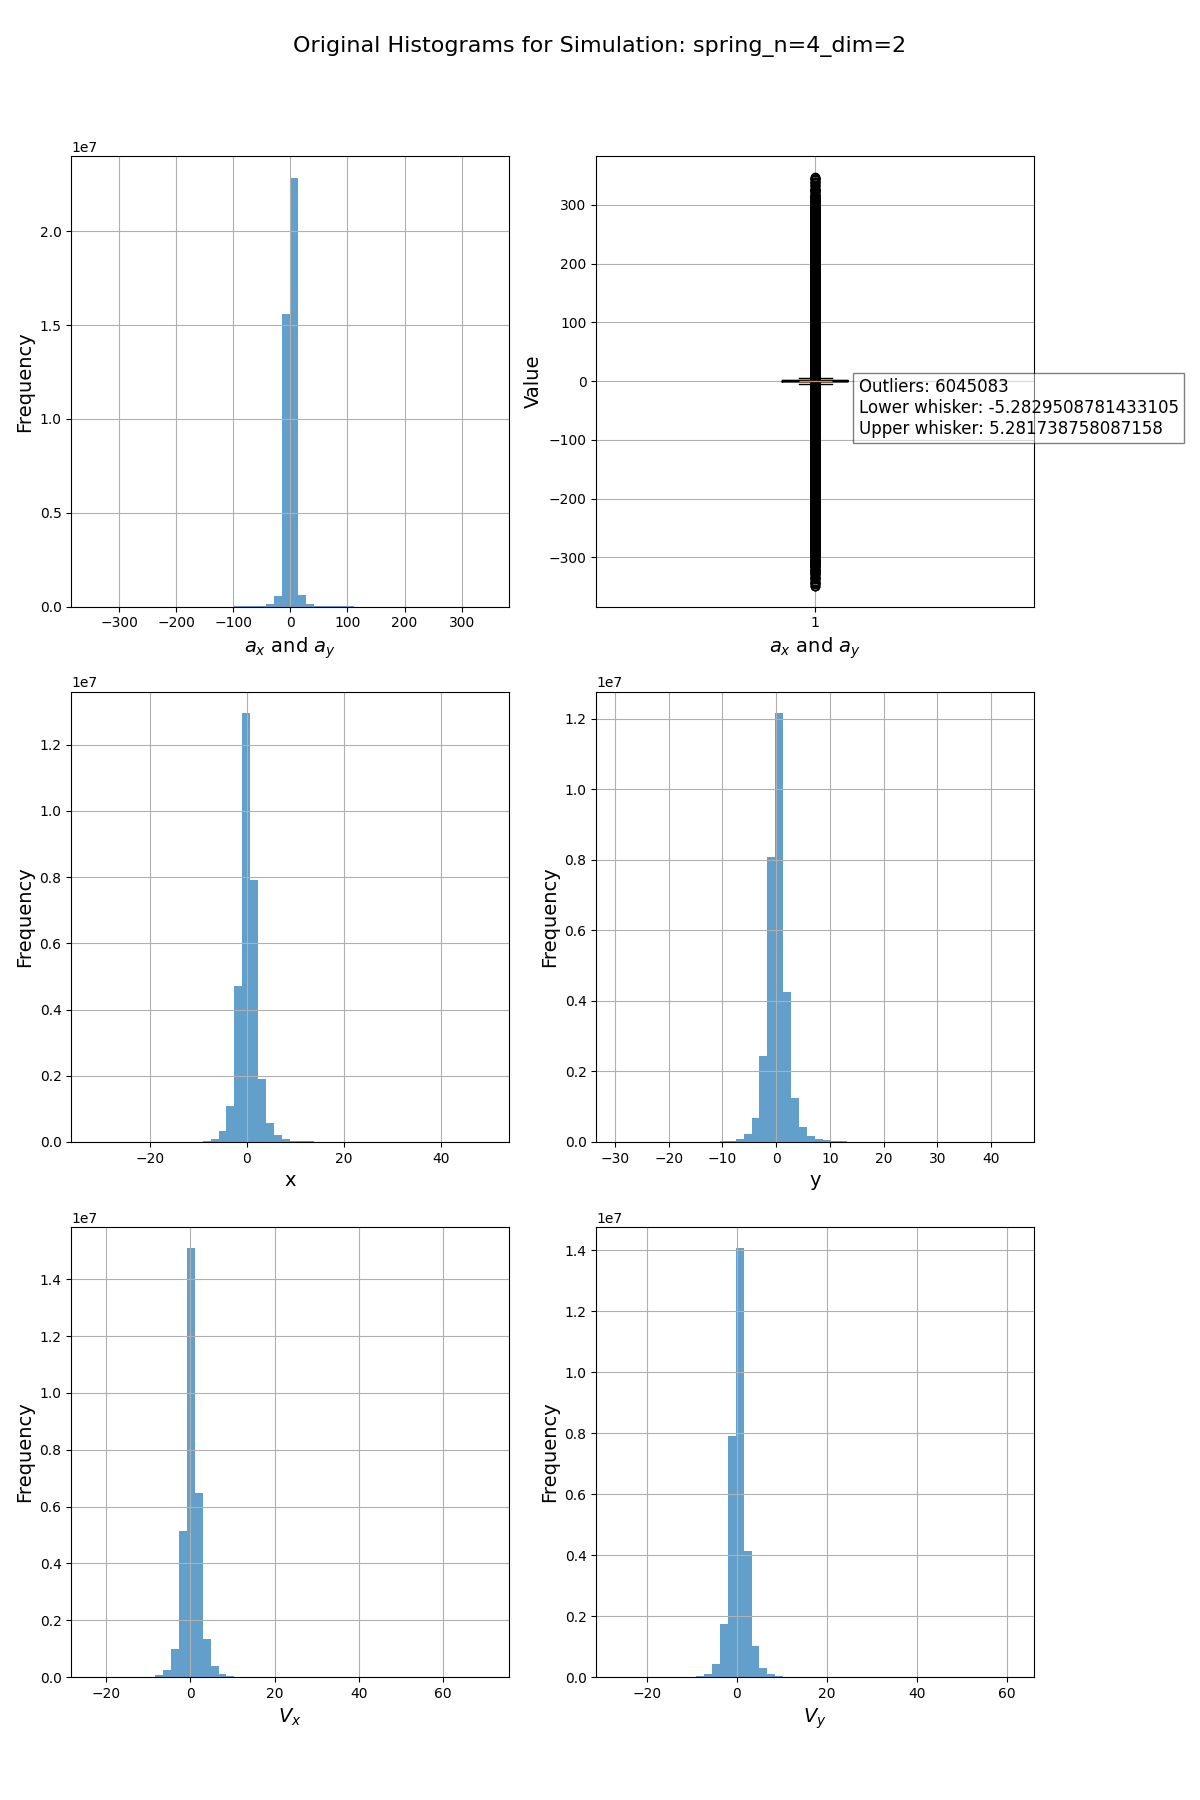 Original Histograms for Simulation: spring_n=4_dim=2
1e7
Frequency
0.0
0.5
1.0
1.5
2.0
−300 −200 −100 0 100 200 300
a_x and a_y
Value
300
200
100
0
−100
−200
−300
1
a_x and a_y
Outliers: 6045083
Lower whisker: -5.2829508781433105
Upper whisker: 5.281738758087158
1e7
Frequency
1.2
1.0
0.8
0.6
0.4
0.2
0.0
−20 0 20 40
x
1e7
Frequency
1.2
1.0
0.8
0.6
0.4
0.2
0.0
−30 −20 −10 0 10 20 30 40
y
1e7
Frequency
1.4
1.2
1.0
0.8
0.6
0.4
0.2
0.0
−20 0 20 40 60
V_x
1e7
Frequency
1.4
1.2
1.0
0.8
0.6
0.4
0.2
0.0
−20 0 20 40 60
V_y